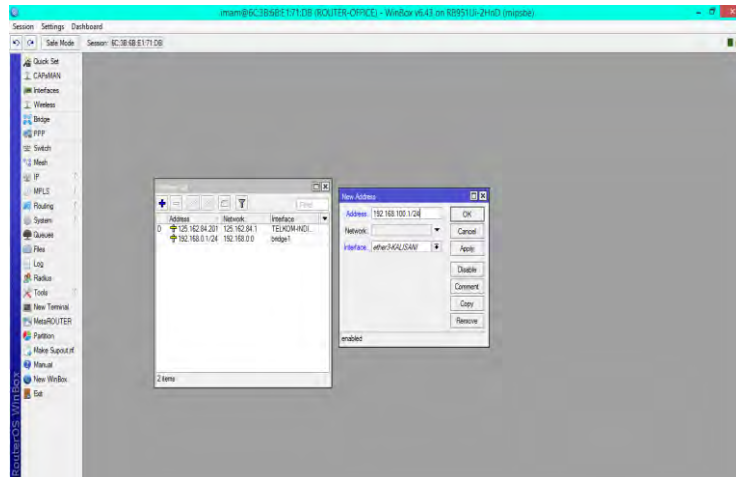 imam@6C:3B:6B:E1:71:DB (ROUTER-OFFICE) - WinBox v6.43 on RB951Ui-2HnD (mipsbe)
Session Settings Dashboard
Safe Mode Session: 6C:3B:6B:E1:71:DB
Quick Set
CAPsMAN
Interfaces
Wireless
Bridge
PPP
Switch
Mesh
IP
MPLS
Routing
System
Queues
Files
Log
Radius
Tools
New Terminal
MetaROUTER
Partition
Make Supout.rif
Manual
New WinBox
Exit
RouterOS WinBox
Find
Address Network Interface
D 125.162.84.201 125.162.84.1 TELKOM-INDI...
192.168.0.1/24 192.168.0.0 bridge1
2 items
New Address
Address: 192.168.100.1/24
Network:
Interface: ether3-KALISANI
OK
Cancel
Apply
Disable
Comment
Copy
Remove
enabled